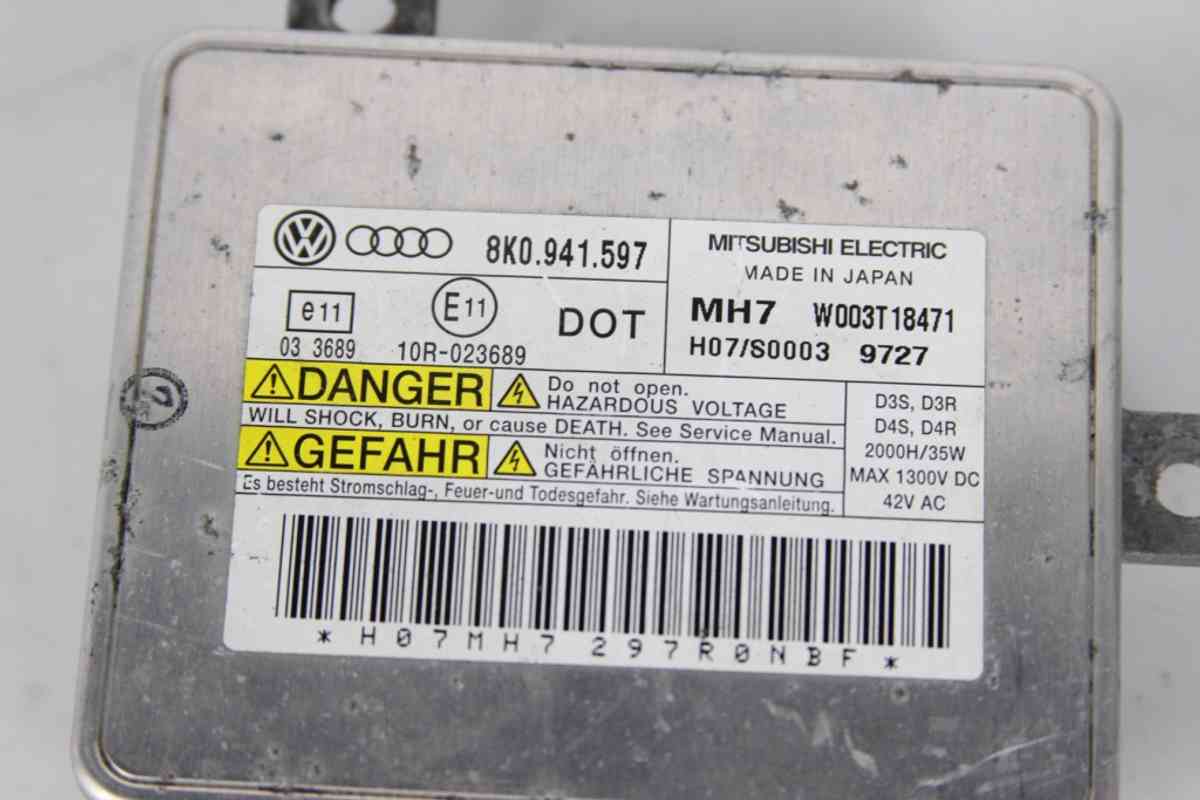 VW 8K0.941.597
MITSUBISHI ELECTRIC
MADE IN JAPAN
e11
E11
DOT
03 3689 10R-023689
MH7 W003T18471
H07/S0003 9727
DANGER
Do not open.
HAZARDOUS VOLTAGE
WILL SHOCK, BURN, or cause DEATH. See Service Manual.
GEFAHR
Nicht öffnen.
GEFÄHRLICHE SPANNUNG
Es besteht Stromschlag-, Feuer-und Todesgefahr. Siehe Wartungsanleitung.
D3S, D3R
D4S, D4R
2000H/35W
MAX 1300V DC
42V AC
*H07MH7 297R0NBF*